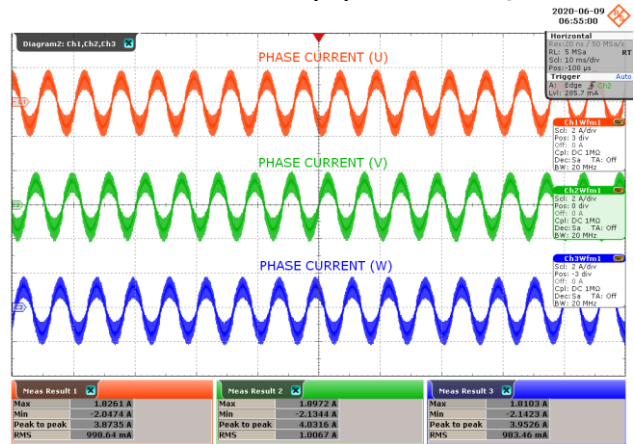 2020-06-09
06:55:00
Diagram2: Ch1,Ch2,Ch3
Horizontal
Res:20 ns / 50 MSa/s
RL: 5 MSa RT
Scl: 10 ms/div
Pos:-100 µs
Trigger Auto
A: Edge Ch2
Lvl: 285.7 mA
PHASE CURRENT (U)
Ch1Wfm1
Scl: 2 A/div
Pos: 3 div
Off: 0 A
Cpl: DC 1MΩ
Dec:Sa TA: Off
BW: 20 MHz
PHASE CURRENT (V)
Ch2Wfm1
Scl: 2 A/div
Pos: 0 div
Off: 0 A
Cpl: DC 1MΩ
Dec:Sa TA: Off
BW: 20 MHz
PHASE CURRENT (W)
Ch3Wfm1
Scl: 2 A/div
Pos: -3 div
Off: 0 A
Cpl: DC 1MΩ
Dec:Sa TA: Off
BW: 20 MHz
Meas Result 1
Max 1.8261 A
Min -2.0474 A
Peak to peak 3.8735 A
RMS 990.64 mA
Meas Result 2
Max 1.8972 A
Min -2.1344 A
Peak to peak 4.0316 A
RMS 1.0067 A
Meas Result 3
Max 1.8103 A
Min -2.1423 A
Peak to peak 3.9526 A
RMS 983.46 mA